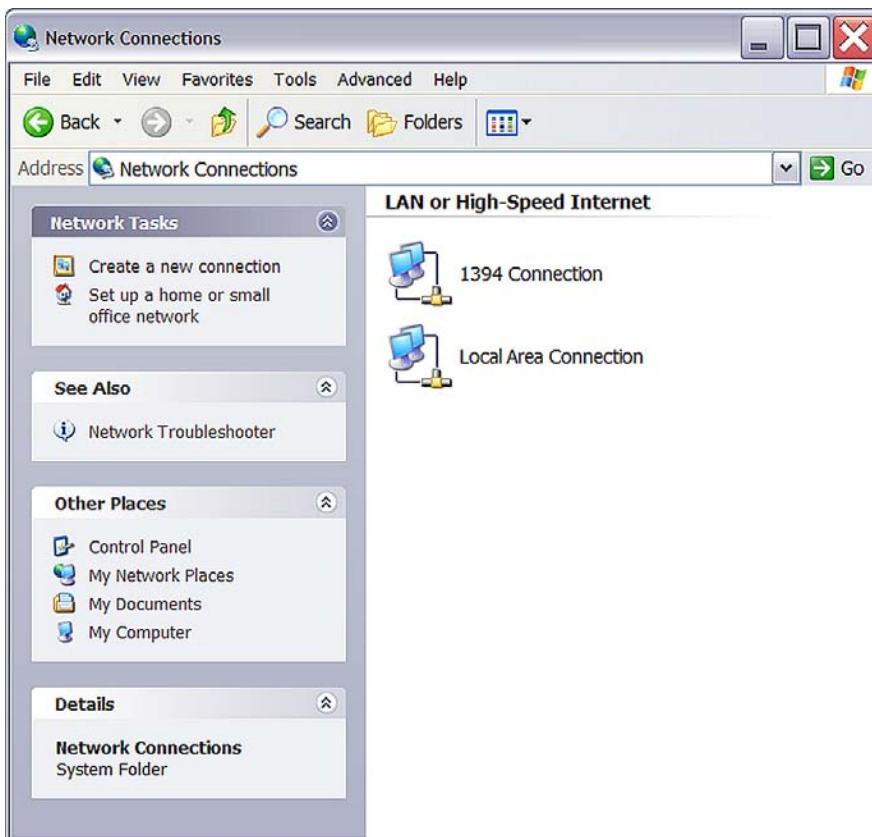 Network Connections
File Edit View Favorites Tools Advanced Help
Back Search Folders
Address Network Connections Go
Network Tasks
Create a new connection
Set up a home or small
office network
See Also
Network Troubleshooter
Other Places
Control Panel
My Network Places
My Documents
My Computer
Details
Network Connections
System Folder
LAN or High-Speed Internet
1394 Connection
Local Area Connection